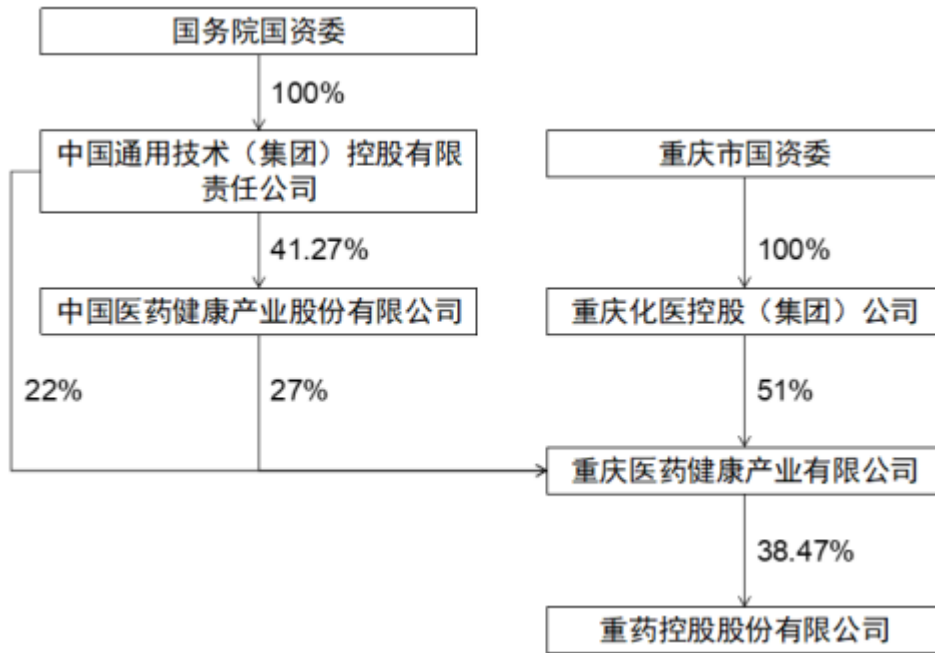 国务院国资委
100%
中国通用技术（集团）控股有限
责任公司
重庆市国资委
41.27%
100%
中国医药健康产业股份有限公司
重庆化医控股（集团）公司
22%
27%
51%
重庆医药健康产业有限公司
38.47%
重药控股股份有限公司